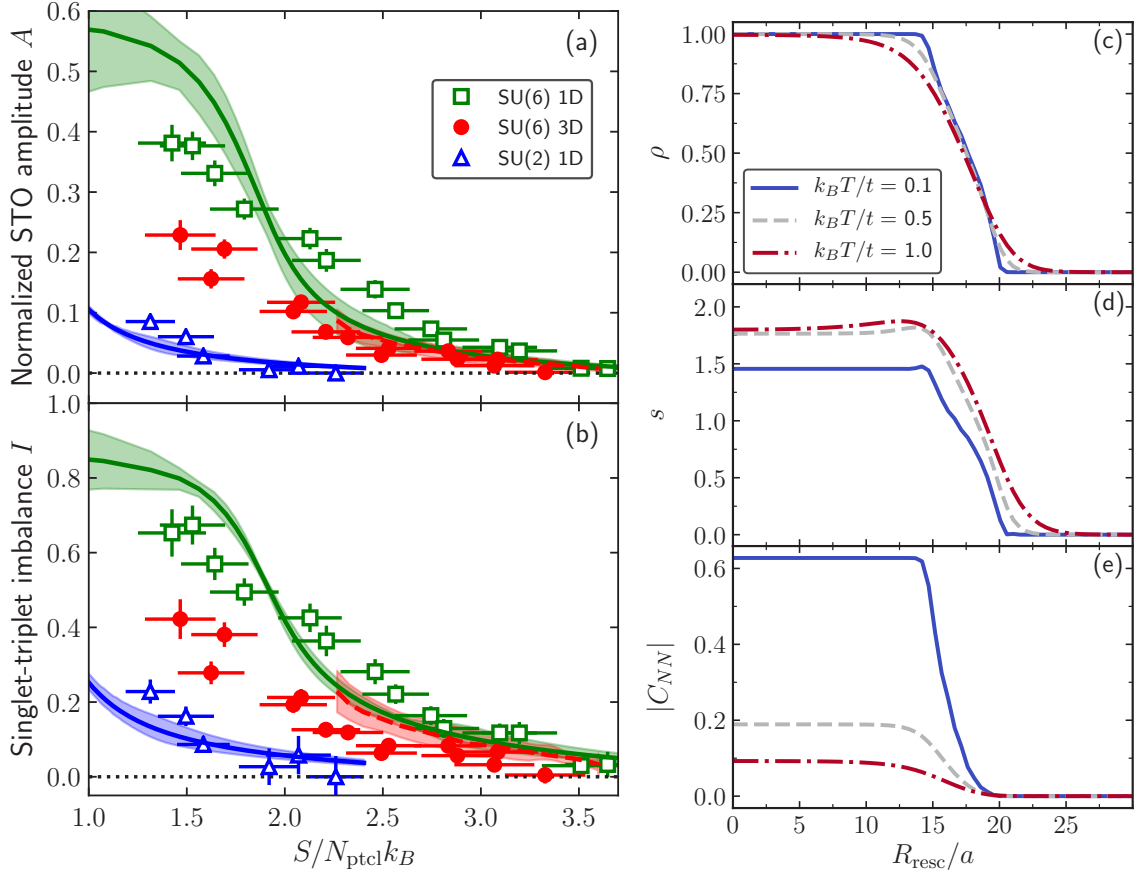 (a)
Normalized STO amplitude A
0.6
0.5
0.4
0.3
0.2
0.1
0.0
SU(6) 1D
SU(6) 3D
SU(2) 1D
(b)
Singlet-triplet imbalance I
1.0
0.8
0.6
0.4
0.2
0.0
1.0 1.5 2.0 2.5 3.0 3.5
S/N_ptcl k_B
(c)
ρ
1.00
0.75
0.50
0.25
0.00
k_BT/t = 0.1
k_BT/t = 0.5
k_BT/t = 1.0
(d)
s
2.0
1.5
1.0
0.5
0.0
(e)
|C_NN|
0.6
0.4
0.2
0.0
0 5 10 15 20 25
R_resc/a